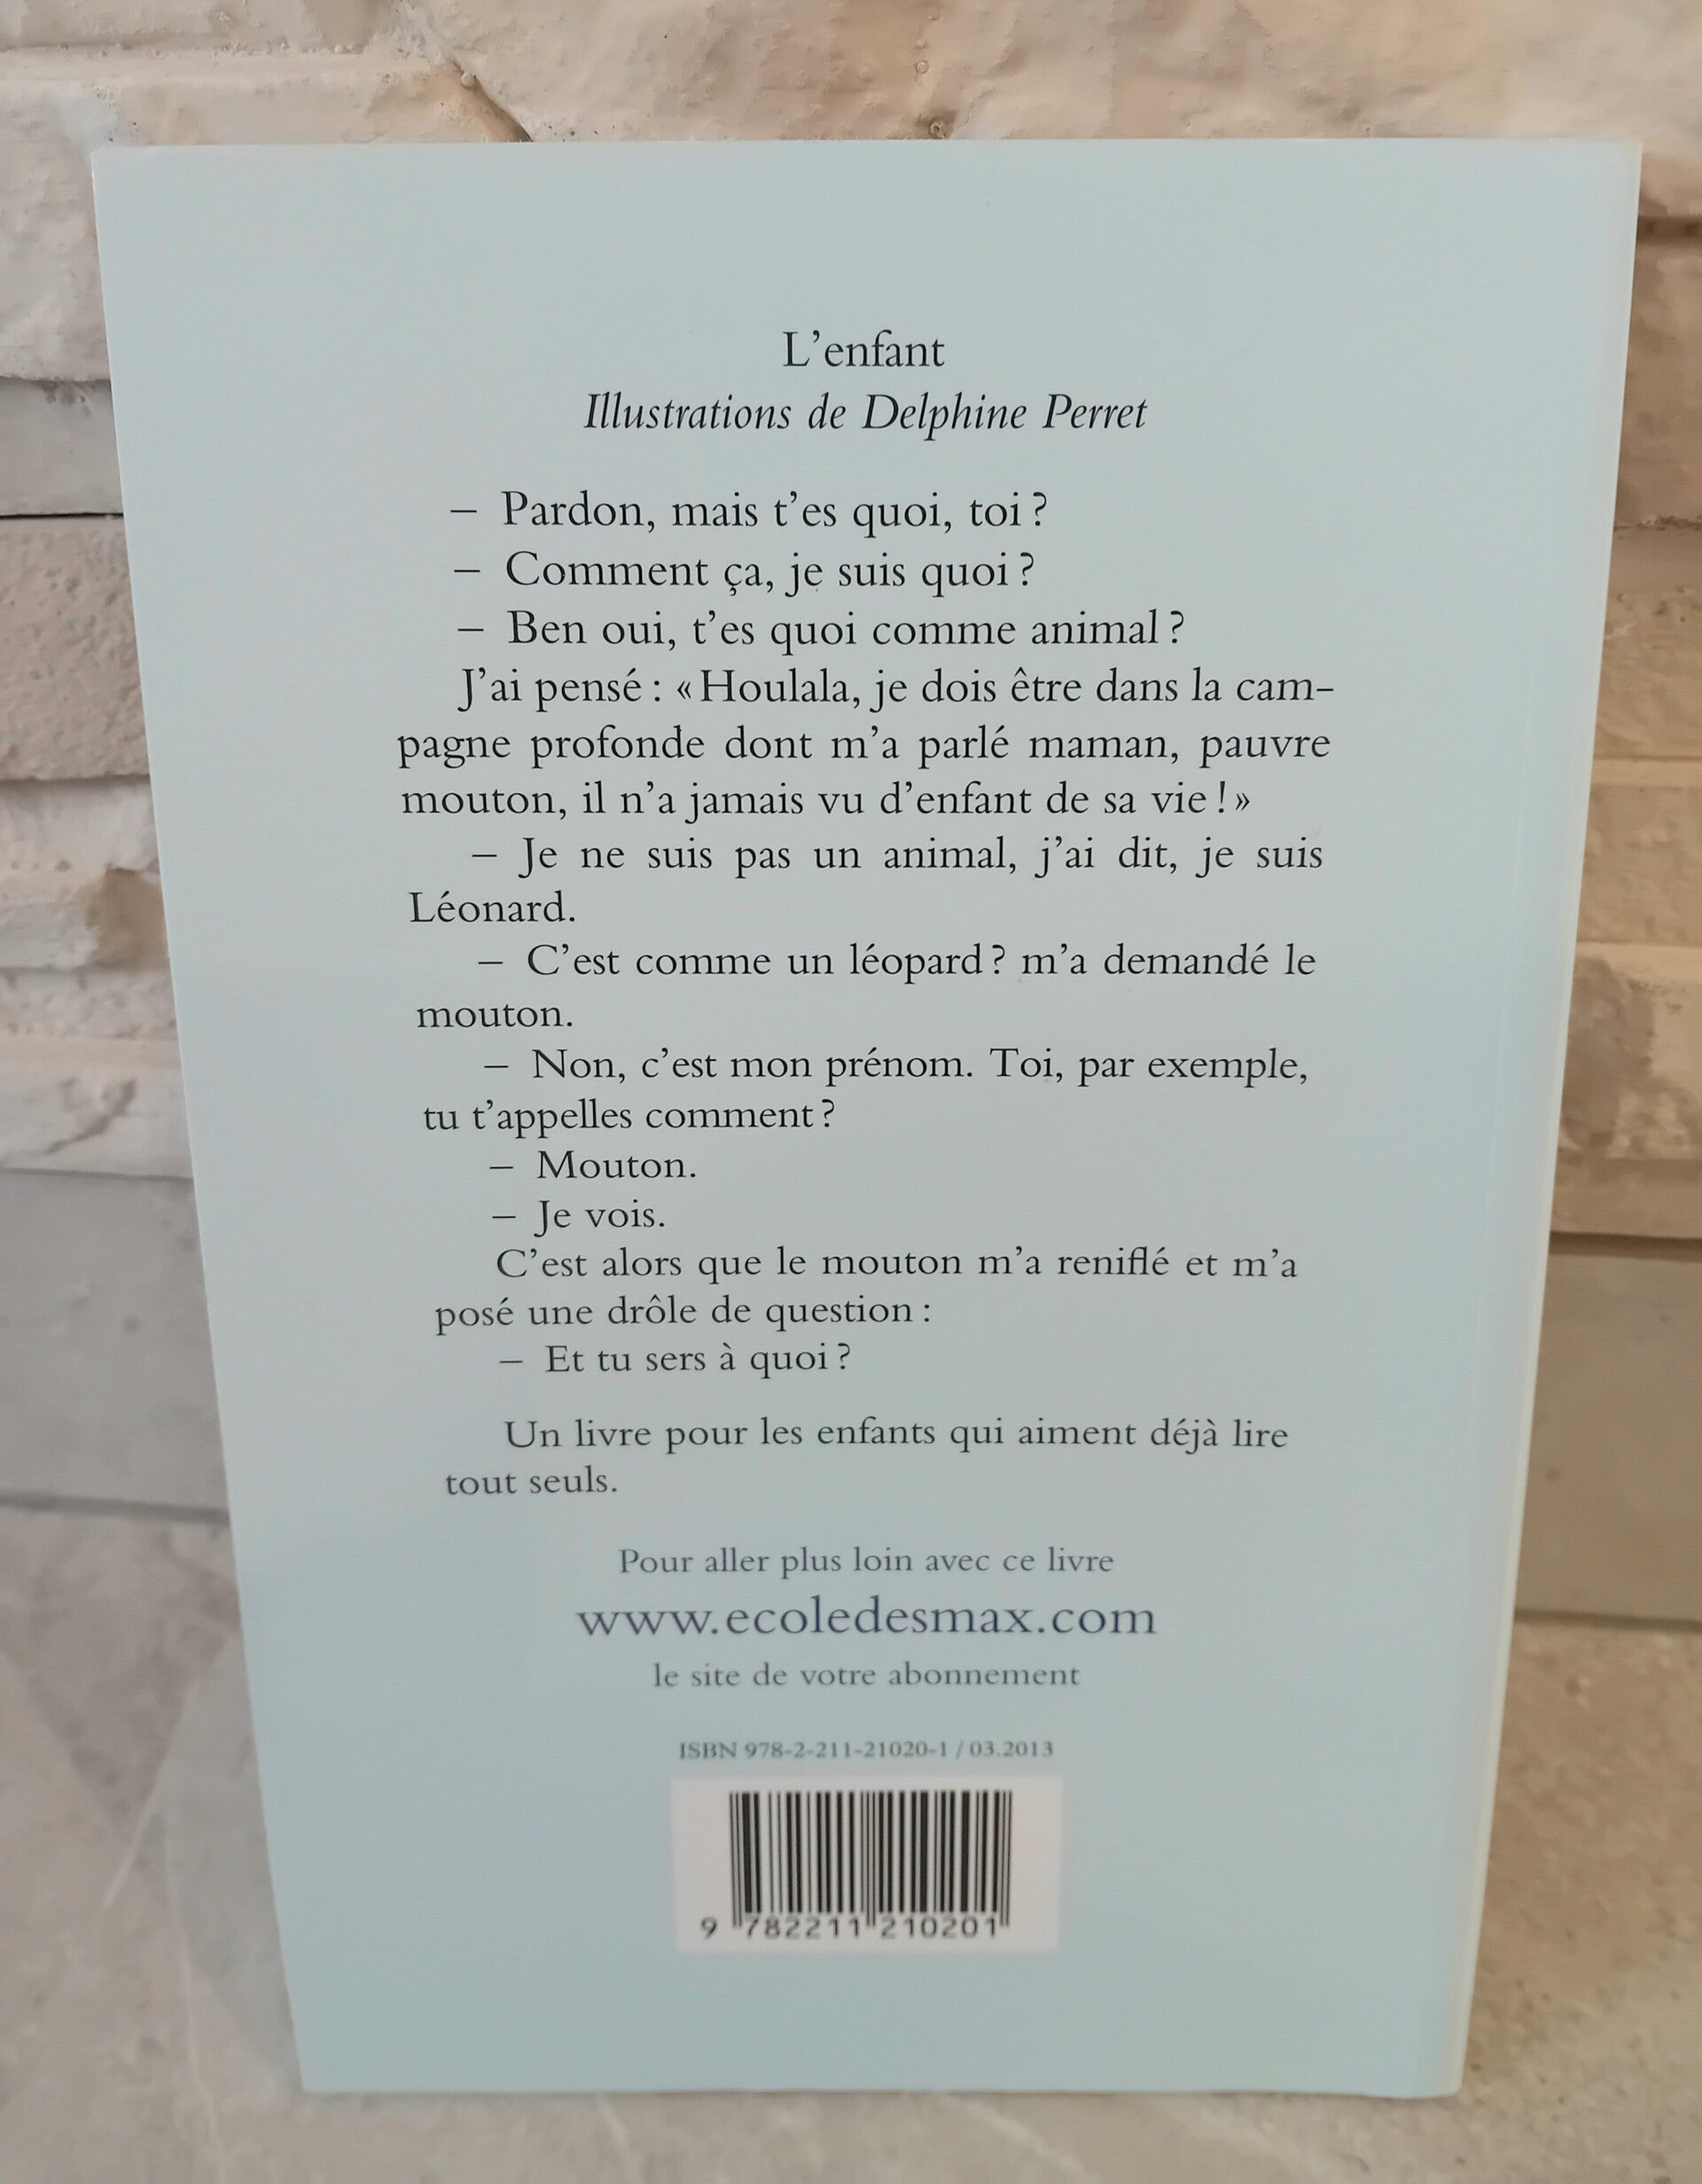 L'enfant
Illustrations de Delphine Perret
– Pardon, mais t'es quoi, toi ?
– Comment ça, je suis quoi ?
– Ben oui, t'es quoi comme animal ?
J'ai pensé : « Houlala, je dois être dans la cam-
pagne profonde dont m'a parlé maman, pauvre
mouton, il n'a jamais vu d'enfant de sa vie ! »
– Je ne suis pas un animal, j'ai dit, je suis
Léonard.
– C'est comme un léopard ? m'a demandé le
mouton.
– Non, c'est mon prénom. Toi, par exemple,
tu t'appelles comment ?
– Mouton.
– Je vois.
C'est alors que le mouton m'a reniflé et m'a
posé une drôle de question :
– Et tu sers à quoi ?
Un livre pour les enfants qui aiment déjà lire
tout seuls.
Pour aller plus loin avec ce livre
www.ecoledesmax.com
le site de votre abonnement
ISBN 978-2-211-21020-1 / 03.2013
9 782211 210201